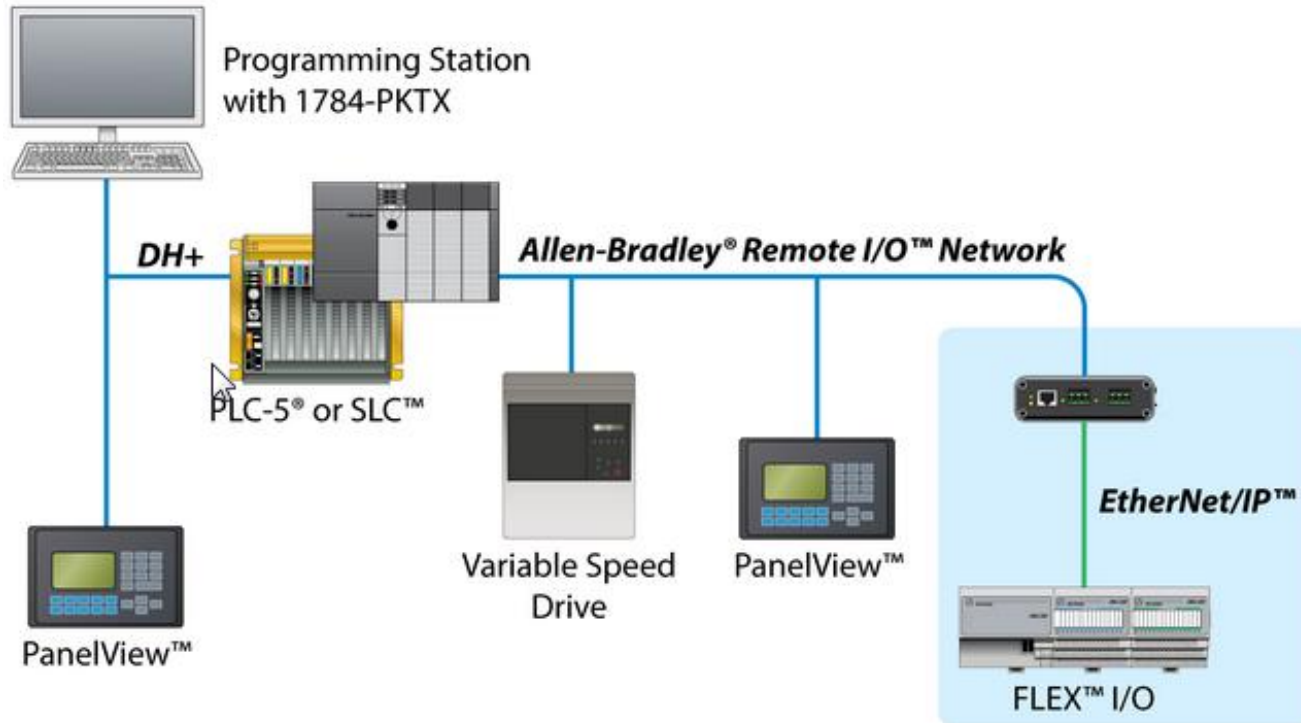 Programming Station
with 1784-PKTX
DH+
Allen-Bradley® Remote I/O™ Network
PLC-5® or SLC™
EtherNet/IP™
Variable Speed
Drive
PanelView™
PanelView™
FLEX™ I/O